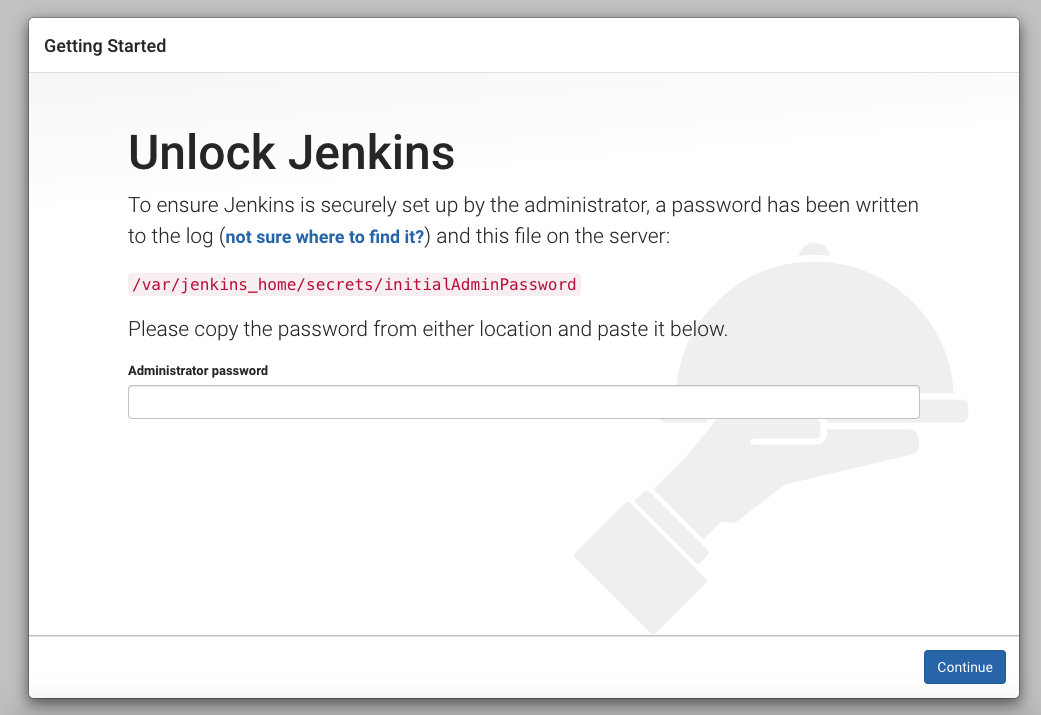 Getting Started
Unlock Jenkins
To ensure Jenkins is securely set up by the administrator, a password has been written
to the log (not sure where to find it?) and this file on the server:
/var/jenkins_home/secrets/initialAdminPassword
Please copy the password from either location and paste it below.
Administrator password
Continue